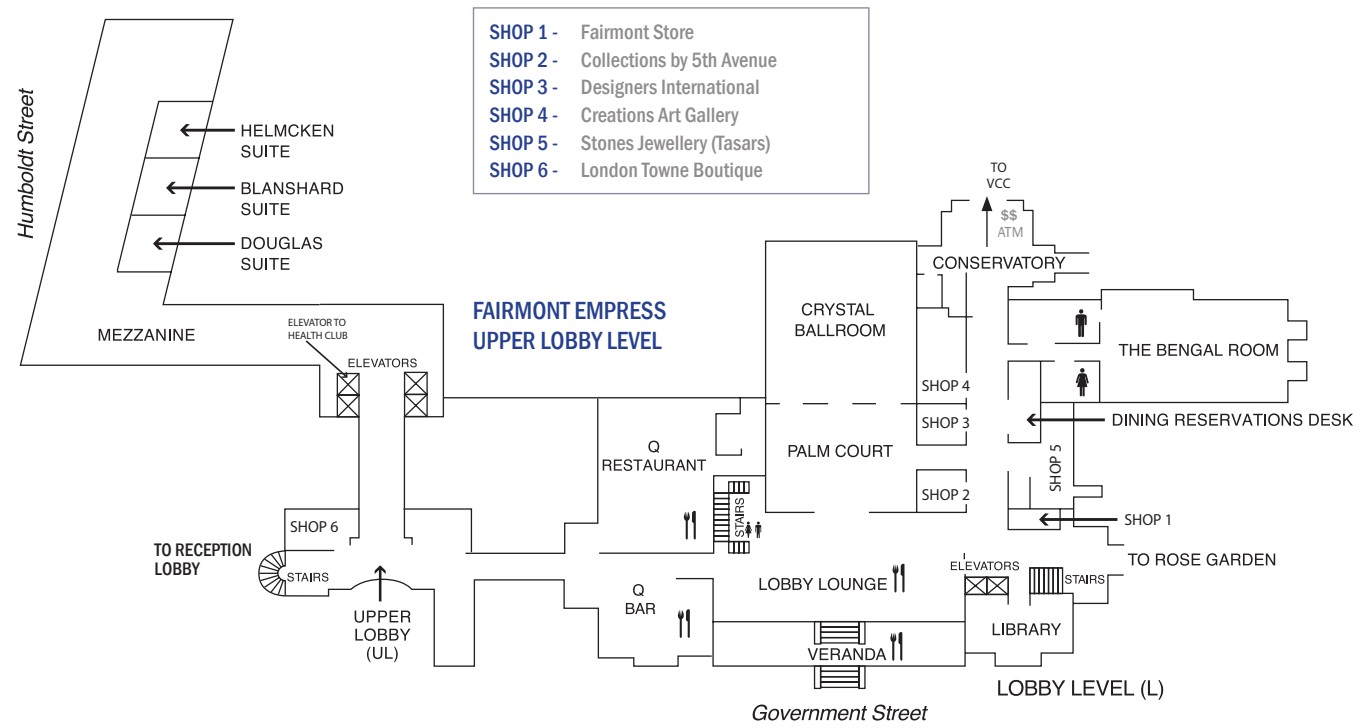 SHOP 1 - Fairmont Store
SHOP 2 - Collections by 5th Avenue
SHOP 3 - Designers International
SHOP 4 - Creations Art Gallery
SHOP 5 - Stones Jewellery (Tasars)
SHOP 6 - London Towne Boutique
Humboldt Street
HELMCKEN
SUITE
BLANSHARD
SUITE
DOUGLAS
SUITE
MEZZANINE
ELEVATOR TO
HEALTH CLUB
ELEVATORS
FAIRMONT EMPRESS
UPPER LOBBY LEVEL
TO
VCC
$$
ATM
CONSERVATORY
CRYSTAL
BALLROOM
THE BENGAL ROOM
SHOP 4
SHOP 3
DINING RESERVATIONS DESK
Q
RESTAURANT
PALM COURT
SHOP 5
SHOP 2
STAIRS
SHOP 1
SHOP 6
TO RECEPTION
LOBBY
STAIRS
UPPER
LOBBY
(UL)
Q
BAR
LOBBY LOUNGE
ELEVATORS
STAIRS
TO ROSE GARDEN
LIBRARY
VERANDA
LOBBY LEVEL (L)
Government Street